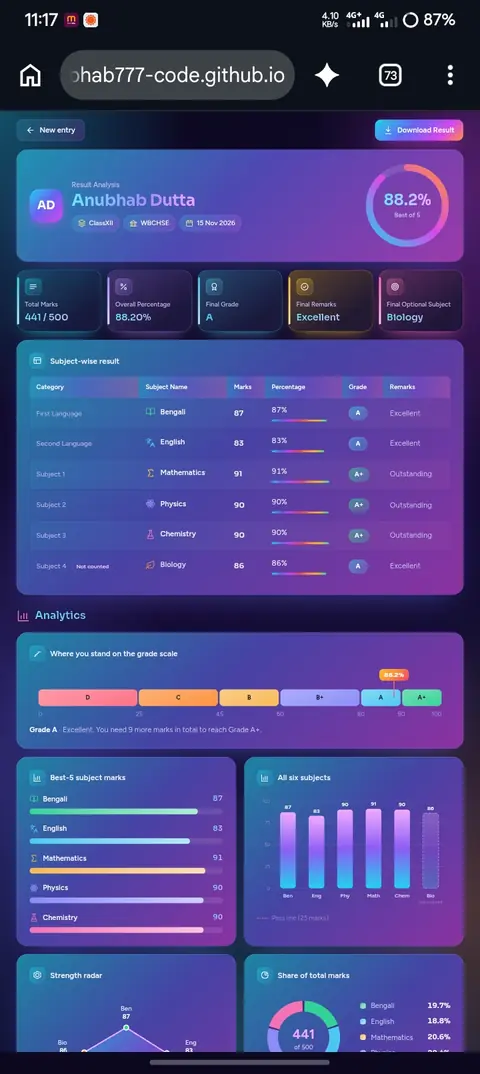 11:17
4.10 KB/s 4G+ 4G 87%
hab777-code.github.io
73
New entry
Download Result
AD
Result Analysis
Anubhab Dutta
ClassXII WBCHSE 15 Nov 2026
88.2%
Best of 5
Total Marks
441 / 500
Overall Percentage
88.20%
Final Grade
A
Final Remarks
Excellent
Final Optional Subject
Biology
Subject-wise result
Category Subject Name Marks Percentage Grade Remarks
First Language Bengali 87 87% A Excellent
Second Language English 83 83% A Excellent
Subject 1 Mathematics 91 91% A+ Outstanding
Subject 2 Physics 90 90% A+ Outstanding
Subject 3 Chemistry 90 90% A+ Outstanding
Subject 4 Not counted Biology 86 86% A Excellent
Analytics
Where you stand on the grade scale
88.2%
D C B B+ A A+
0 25 45 60 80 90 100
Grade A · Excellent. You need 9 more marks in total to reach Grade A+.
Best-5 subject marks
Bengali 87
English 83
Mathematics 91
Physics 90
Chemistry 90
All six subjects
87 83 90 91 90 86
Ben Eng Phy Math Chem Bio
Pass line (25 marks)
Strength radar
Ben
87
Bio
86
Eng
83
Share of total marks
441
of 500
Bengali 19.7%
English 18.8%
Mathematics 20.6%